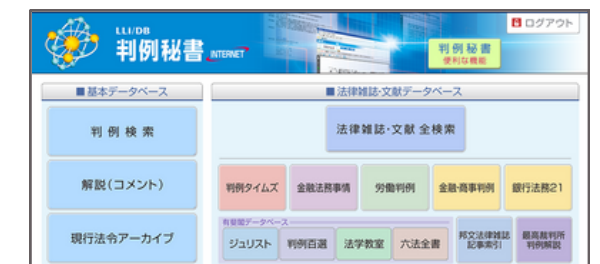 LLI/DB
判例秘書 INTERNET
判例秘書
便利な機能
ログアウト
■基本データベース
■法律雑誌・文献データベース
判例検索
法律雑誌・文献 全検索
解説(コメント)
判例タイムズ
金融法務事情
労働判例
金融・商事判例
銀行法務21
現行法令アーカイブ
有斐閣データベース
ジュリスト
判例百選
法学教室
六法全書
邦文法律雑誌
記事索引
最高裁判所
判例解説